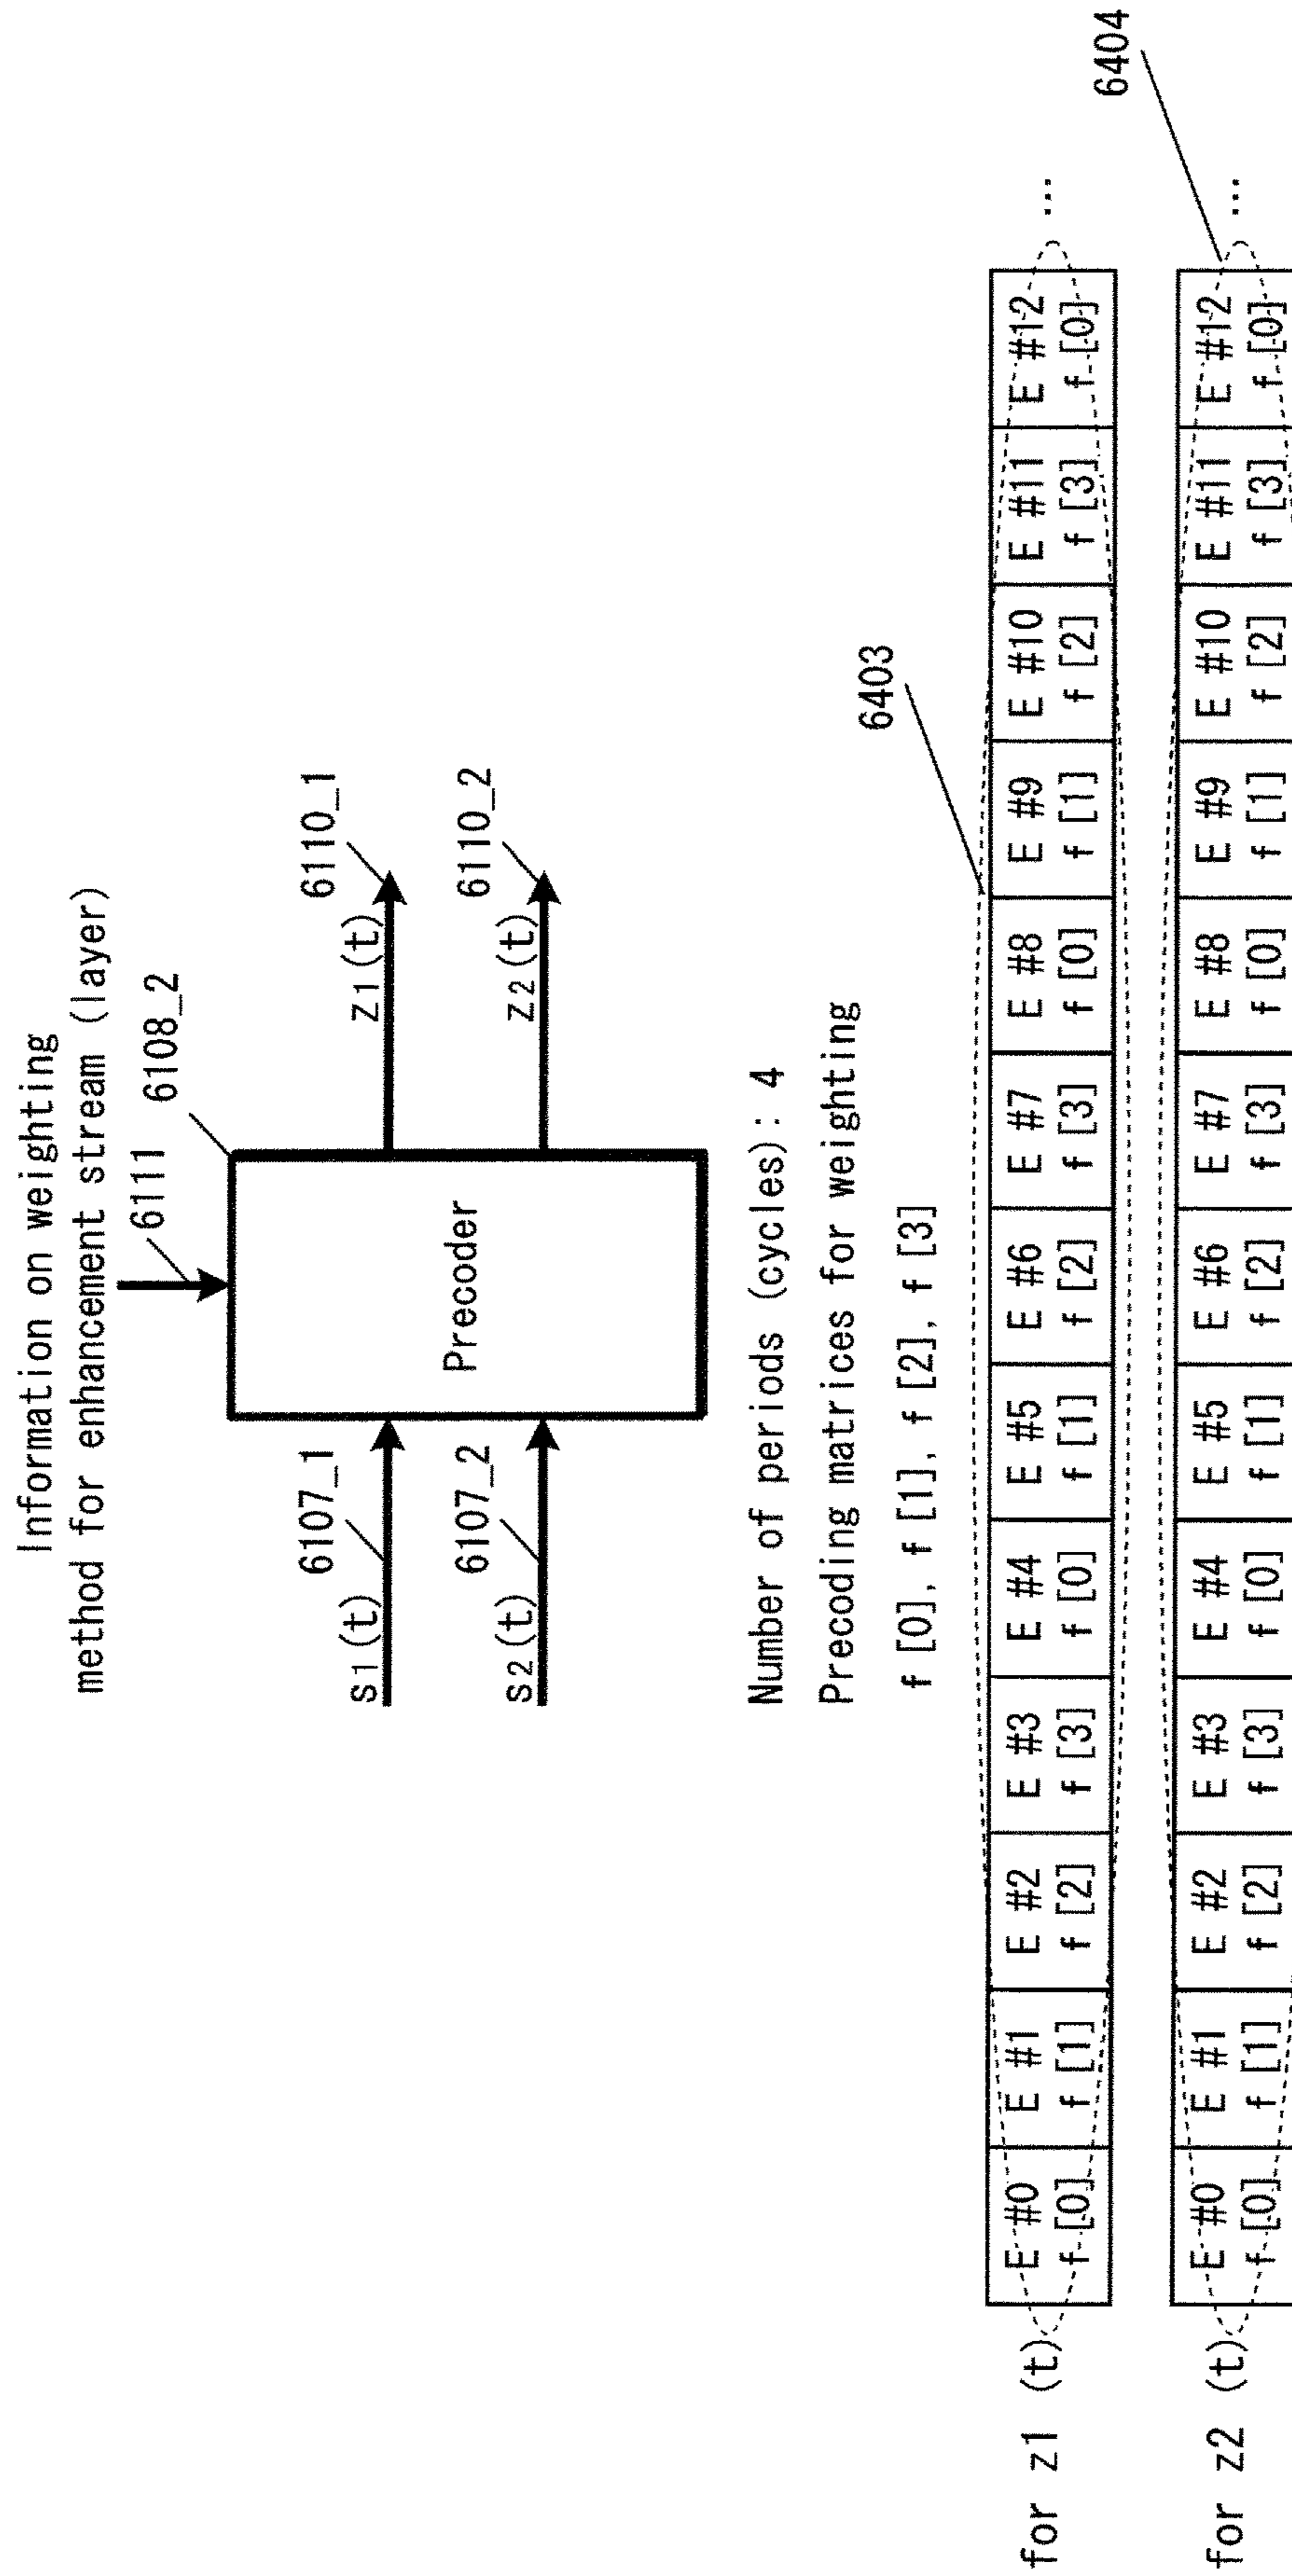 Information on weighting
method for enhancement stream (layer)
6111
6108_2
6107_1
s1(t)
6107_2
s2(t)
Precoder
6110_1
z1(t)
6110_2
z2(t)
Number of periods (cycles): 4
Precoding matrices for weighting
f [0], f [1], f [2], f [3]
6403
for z1 (t)
E #0 E #1 E #2 E #3 E #4 E #5 E #6 E #7 E #8 E #9 E #10 E #11 E #12 ...
f [0] f [1] f [2] f [3] f [0] f [1] f [2] f [3] f [0] f [1] f [2] f [3] f [0]
6404
for z2 (t)
E #0 E #1 E #2 E #3 E #4 E #5 E #6 E #7 E #8 E #9 E #10 E #11 E #12 ...
f [0] f [1] f [2] f [3] f [0] f [1] f [2] f [3] f [0] f [1] f [2] f [3] f [0]